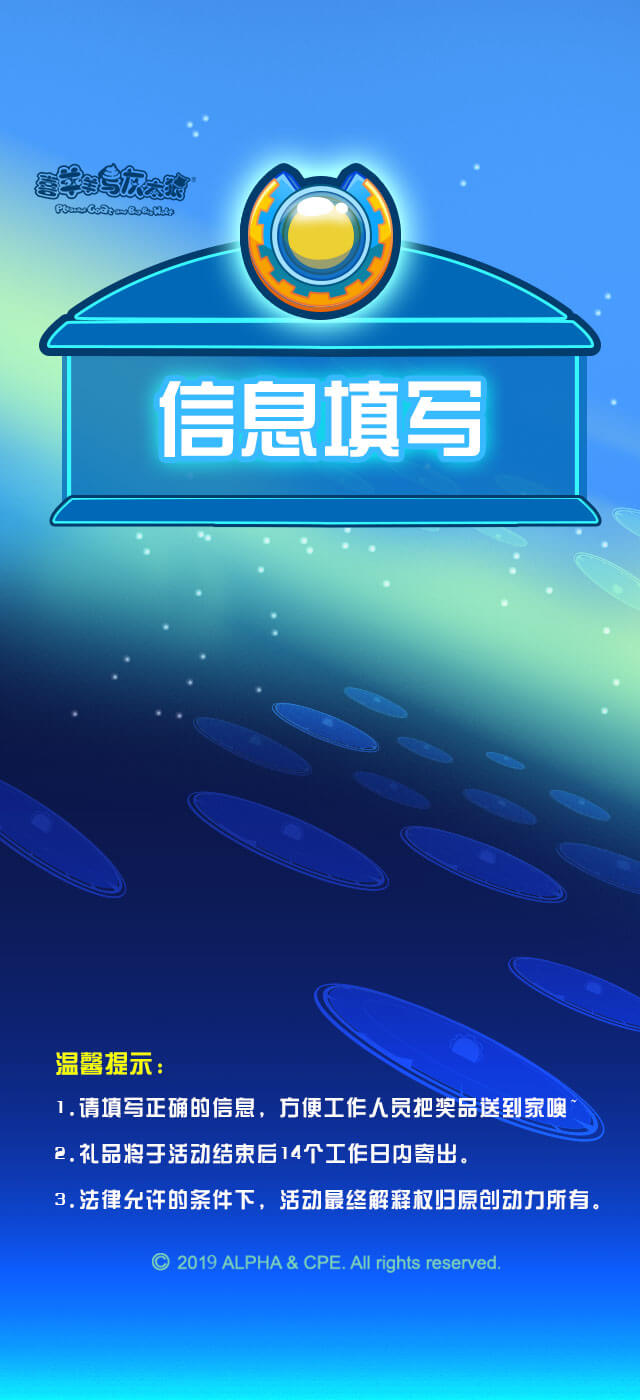 喜羊羊与灰太狼®
Pleasant Goat and Big Big Wolf
信息填写
温馨提示：
1.请填写正确的信息，方便工作人员把奖品送到家噢~
2.礼品将于活动结束后14个工作日内寄出。
3.法律允许的条件下，活动最终解释权归原创动力所有。
© 2019 ALPHA & CPE. All rights reserved.